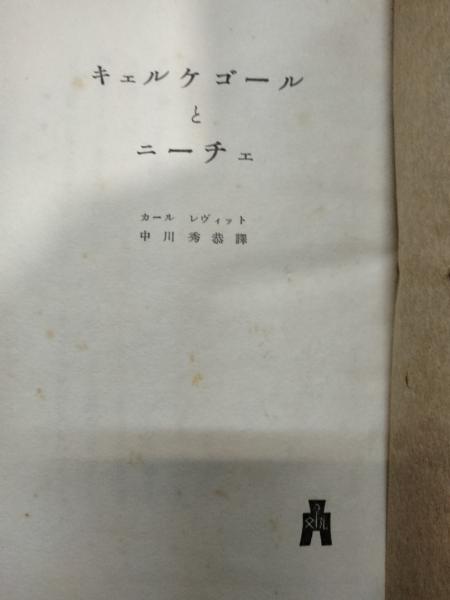 キェルケゴール
と
ニーチェ
カール レヴィット
中川秀恭譯